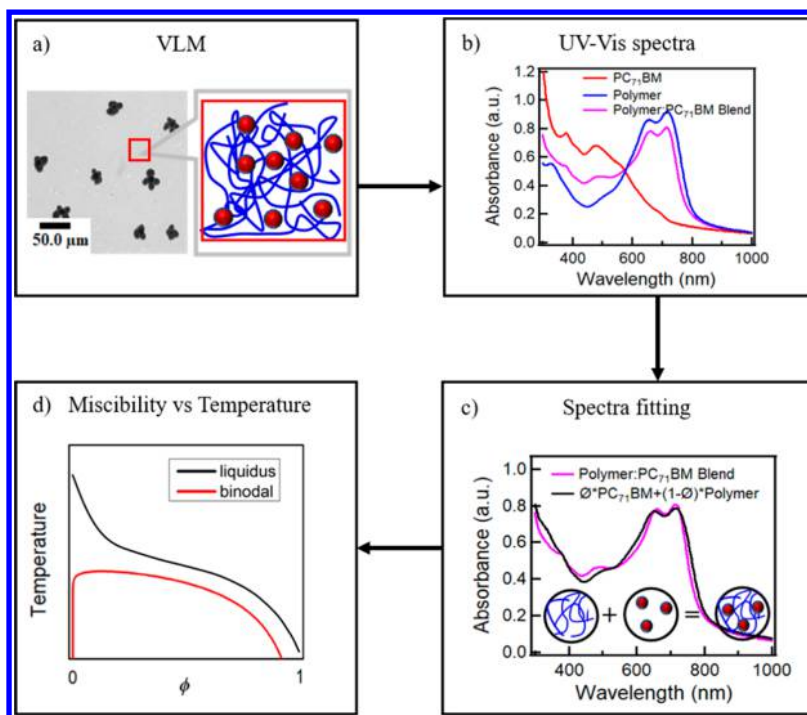 a) VLM
50.0 µm
b) UV-Vis spectra
PC₇₁BM
Polymer
Polymer:PC₇₁BM Blend
Absorbance (a.u.)
1.2
1.0
0.8
0.6
0.4
0.2
0.0
400 600 800 1000
Wavelength (nm)
d) Miscibility vs Temperature
liquidus
binodal
Temperature
0 1
ϕ
c) Spectra fitting
Polymer:PC₇₁BM Blend
Ø*PC₇₁BM+(1-Ø)*Polymer
Absorbance (a.u.)
1.0
0.8
0.6
0.4
0.2
0.0
+ =
400 600 800 1000
Wavelength (nm)